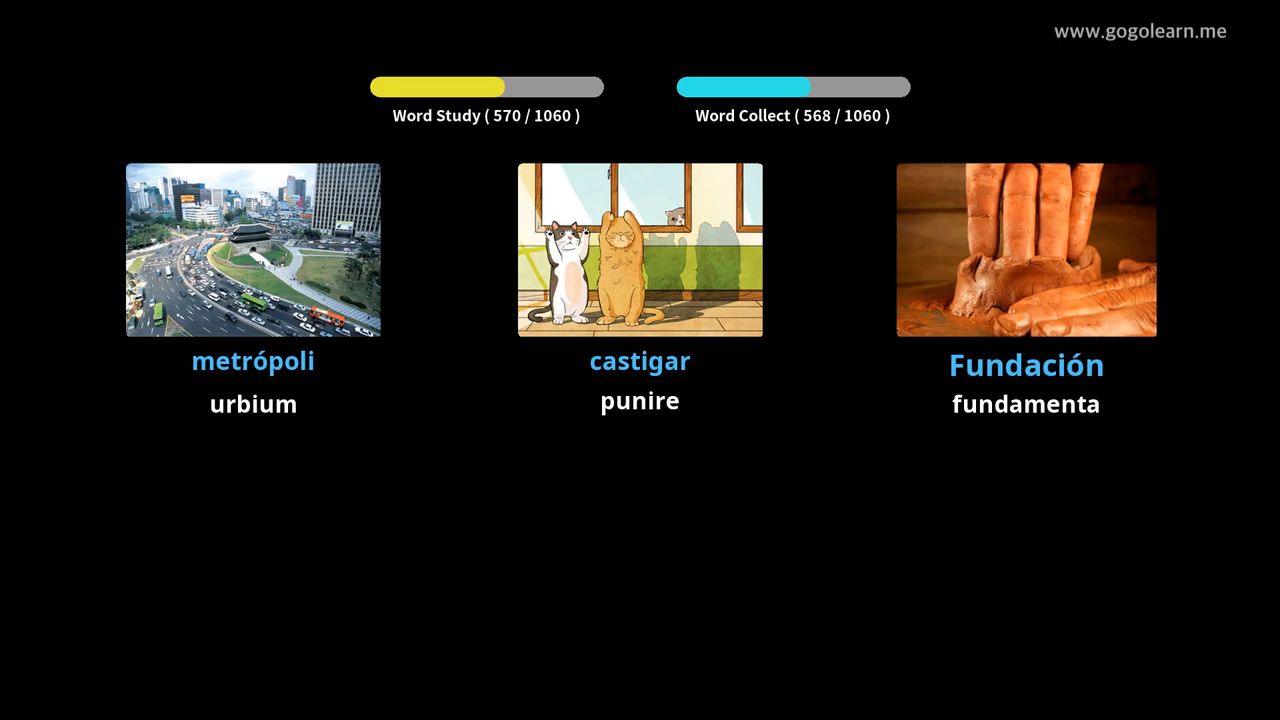 www.gogolearn.me
Word Study ( 570 / 1060 )
Word Collect ( 568 / 1060 )
metrópoli
castigar
Fundación
urbium
punire
fundamenta